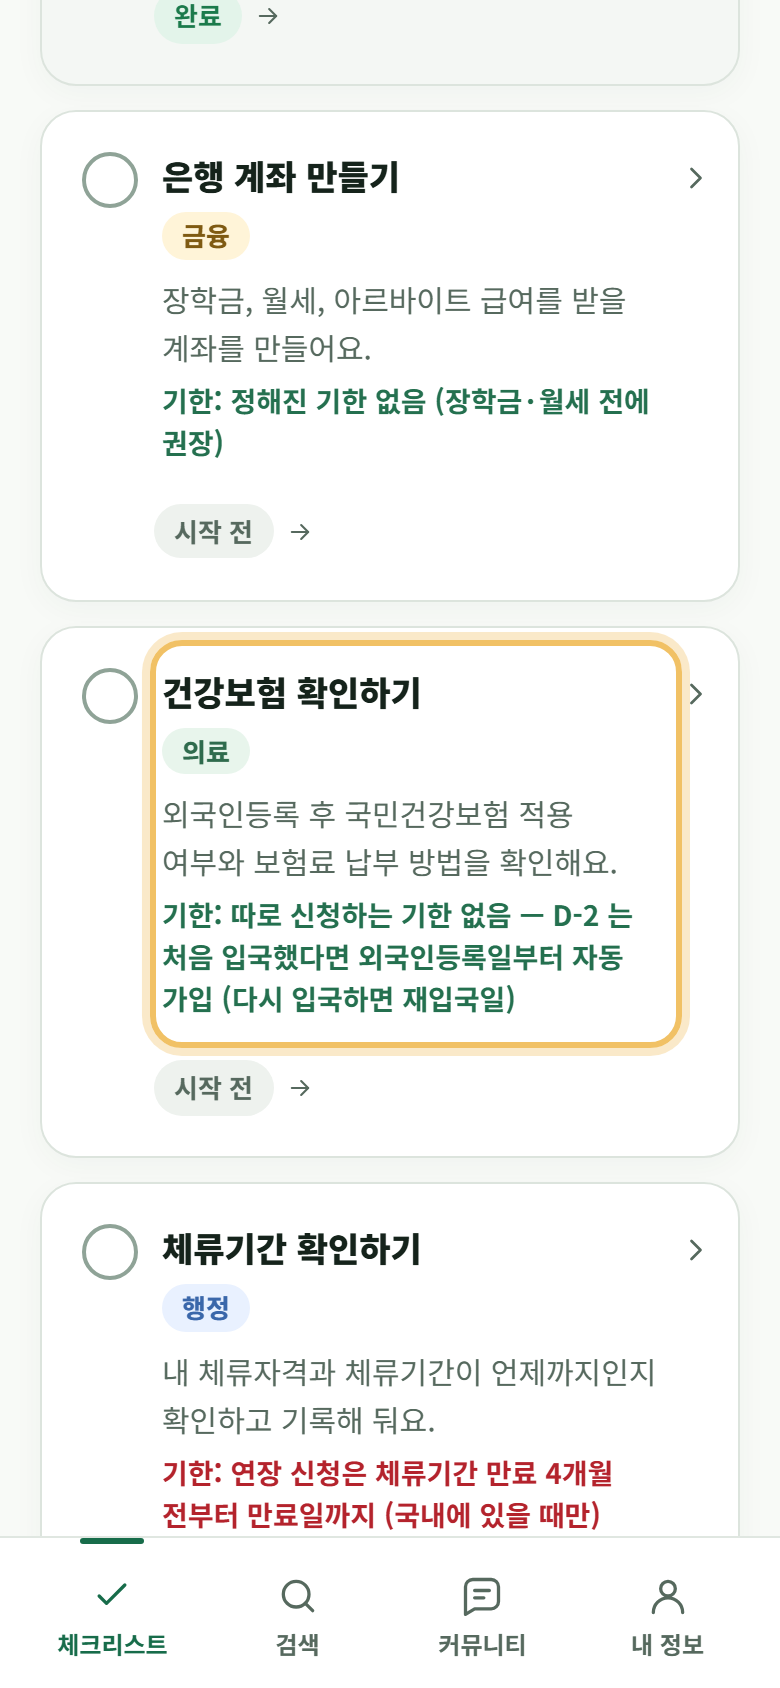 완료 →
은행 계좌 만들기
금융
장학금, 월세, 아르바이트 급여를 받을
계좌를 만들어요.
기한: 정해진 기한 없음 (장학금·월세 전에
권장)
시작 전 →
건강보험 확인하기
의료
외국인등록 후 국민건강보험 적용
여부와 보험료 납부 방법을 확인해요.
기한: 따로 신청하는 기한 없음 — D-2 는
처음 입국했다면 외국인등록일부터 자동
가입 (다시 입국하면 재입국일)
시작 전 →
체류기간 확인하기
행정
내 체류자격과 체류기간이 언제까지인지
확인하고 기록해 둬요.
기한: 연장 신청은 체류기간 만료 4개월
전부터 만료일까지 (국내에 있을 때만)
체크리스트
검색
커뮤니티
내 정보